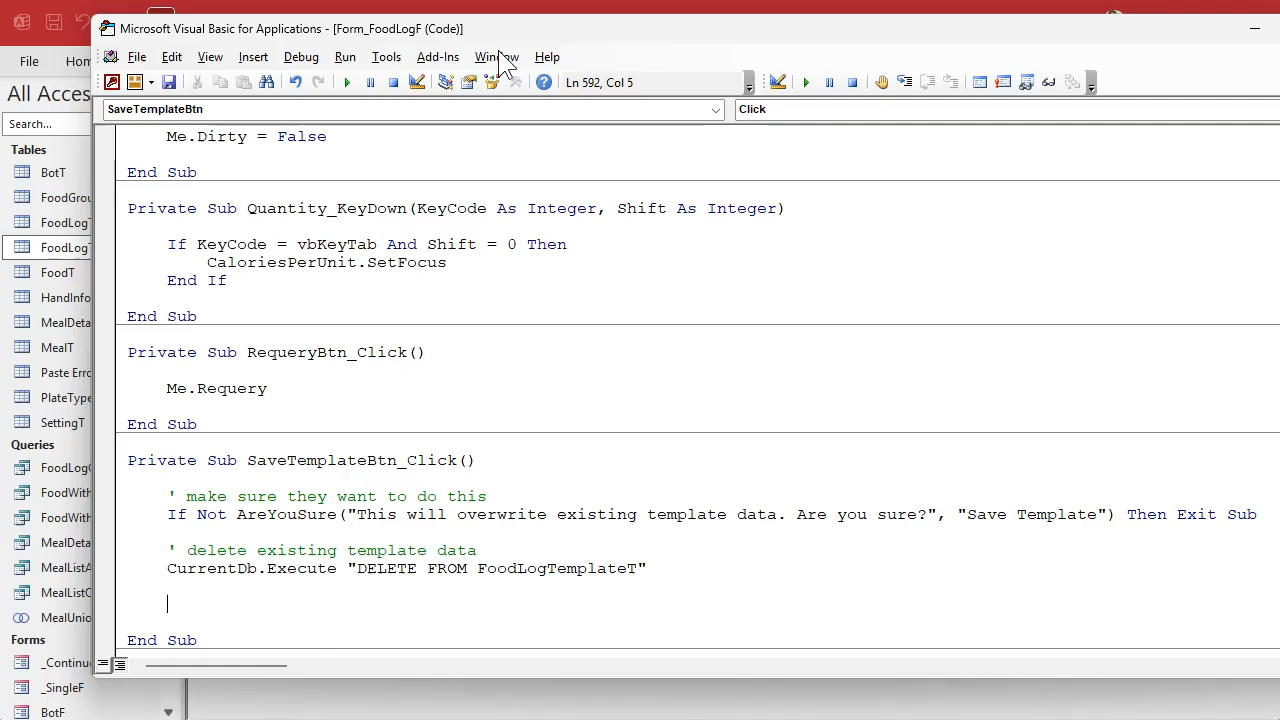 Microsoft Visual Basic for Applications - [Form_FoodLogF (Code)]
File Hom
File Edit View Insert Debug Run Tools Add-Ins Window Help
All Acces
Ln 592, Col 5
Search...
SaveTemplateBtn Click
Tables
BotT
FoodGrou
FoodLogT
FoodLogT
FoodT
HandInfo
MealDeta
MealT
Paste Erro
PlateType
SettingT
Queries
FoodLogC
FoodWith
FoodWith
MealDeta
MealListA
MealListC
MealUnio
Forms
_Continue
_SingleF
BotF
Me.Dirty = False
End Sub
Private Sub Quantity_KeyDown(KeyCode As Integer, Shift As Integer)
If KeyCode = vbKeyTab And Shift = 0 Then
CaloriesPerUnit.SetFocus
End If
End Sub
Private Sub RequeryBtn_Click()
Me.Requery
End Sub
Private Sub SaveTemplateBtn_Click()
' make sure they want to do this
If Not AreYouSure("This will overwrite existing template data. Are you sure?", "Save Template") Then Exit Sub
' delete existing template data
CurrentDb.Execute "DELETE FROM FoodLogTemplateT"
End Sub